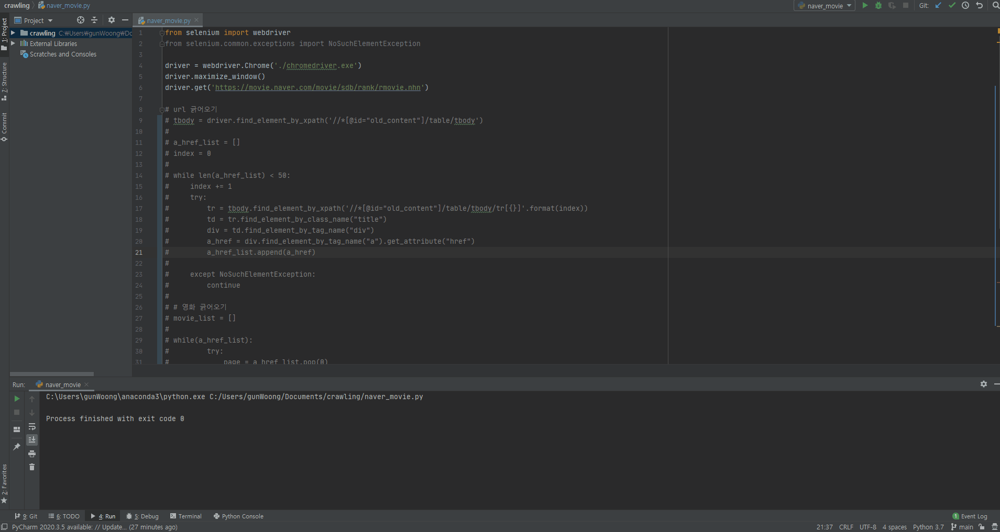 crawling naver_movie.py naver_movie Git:
Project
naver_movie.py
1: Project
7: Structure
Commit
2: Favorites
crawling C:₩Users₩gunWoong₩Do
External Libraries
Scratches and Consoles
1 from selenium import webdriver
2 from selenium.common.exceptions import NoSuchElementException
3
4 driver = webdriver.Chrome('./chromedriver.exe')
5 driver.maximize_window()
6 driver.get('https://movie.naver.com/movie/sdb/rank/rmovie.nhn')
7
8 # url 긁어오기
9 # tbody = driver.find_element_by_xpath('//*[@id="old_content"]/table/tbody')
10 #
11 # a_href_list = []
12 # index = 0
13 #
14 # while len(a_href_list) < 50:
15 #     index += 1
16 #     try:
17 #         tr = tbody.find_element_by_xpath('//*[@id="old_content"]/table/tbody/tr[{}]'.format(index))
18 #         td = tr.find_element_by_class_name("title")
19 #         div = td.find_element_by_tag_name("div")
20 #         a_href = div.find_element_by_tag_name("a").get_attribute("href")
21 #         a_href_list.append(a_href)
22 #
23 #     except NoSuchElementException:
24 #         continue
25 #
26 # # 영화 긁어오기
27 # movie_list = []
28 #
29 # while(a_href_list):
30 #         try:
31 #             page = a_href_list.pop(0)
Run: naver_movie
C:\Users\gunWoong\anaconda3\python.exe C:/Users/gunWoong/Documents/crawling/naver_movie.py
Process finished with exit code 0
9: Git 6: TODO 4: Run 5: Debug Terminal Python Console 1 Event Log
PyCharm 2020.3.5 available: // Update... (27 minutes ago) 21:37 CRLF UTF-8 4 spaces Python 3.7 main